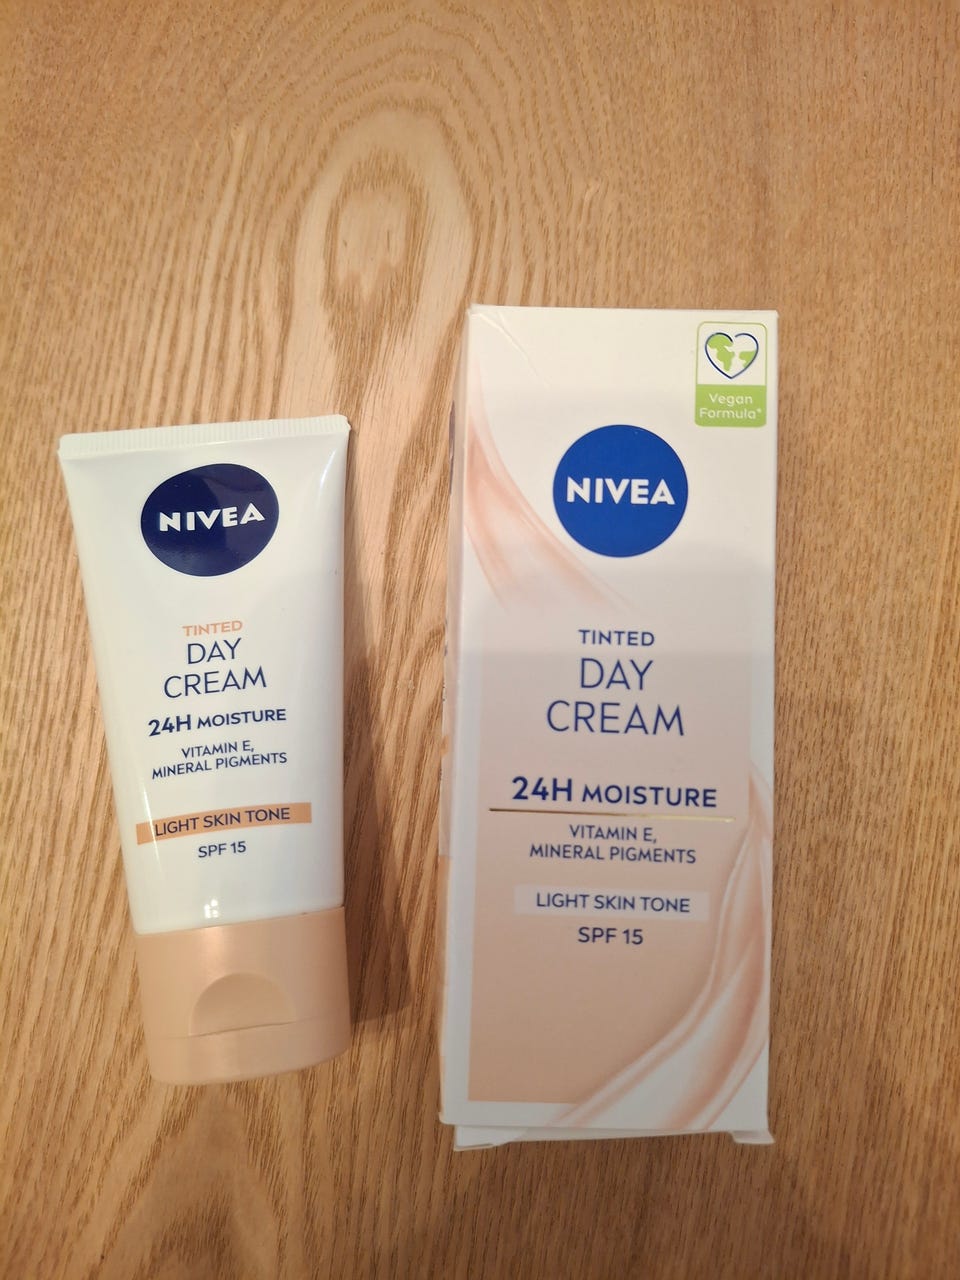 NIVEA
TINTED
DAY
CREAM
24H MOISTURE
VITAMIN E,
MINERAL PIGMENTS
LIGHT SKIN TONE
SPF 15
Vegan
Formula*
NIVEA
TINTED
DAY
CREAM
24H MOISTURE
VITAMIN E,
MINERAL PIGMENTS
LIGHT SKIN TONE
SPF 15